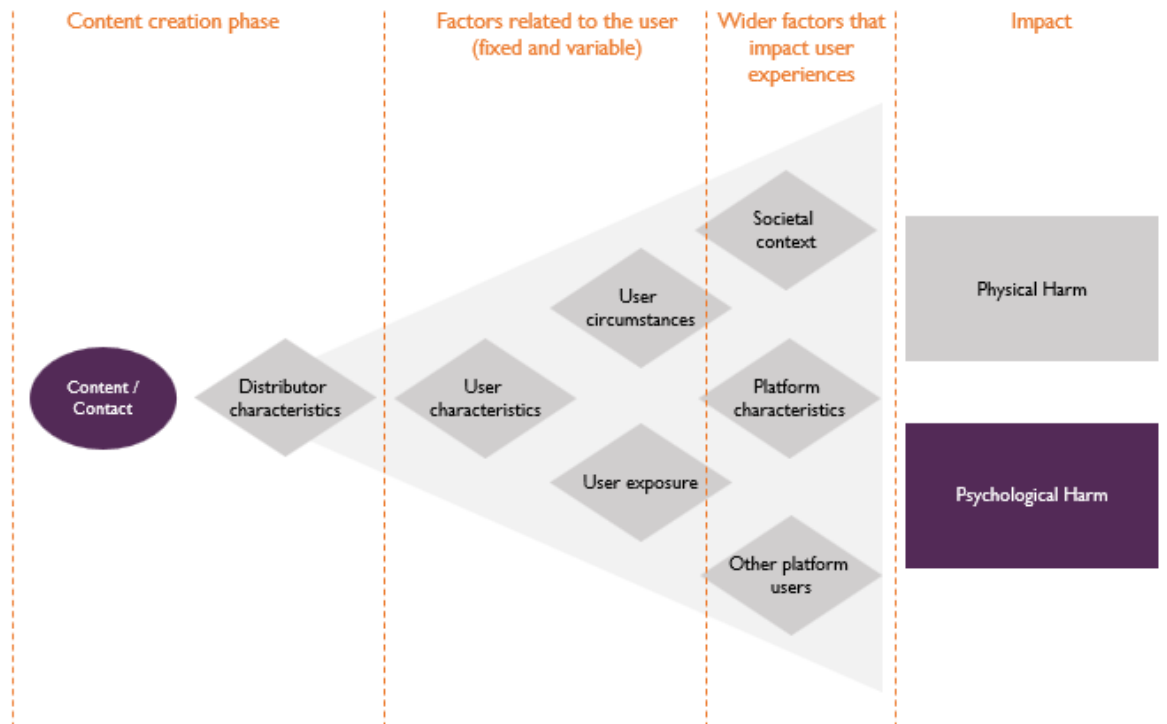 Content creation phase
Factors related to the user
(fixed and variable)
Wider factors that
impact user
experiences
Impact
Content /
Contact
Distributor
characteristics
User
characteristics
User
circumstances
User exposure
Societal
context
Platform
characteristics
Other platform
users
Physical Harm
Psychological Harm